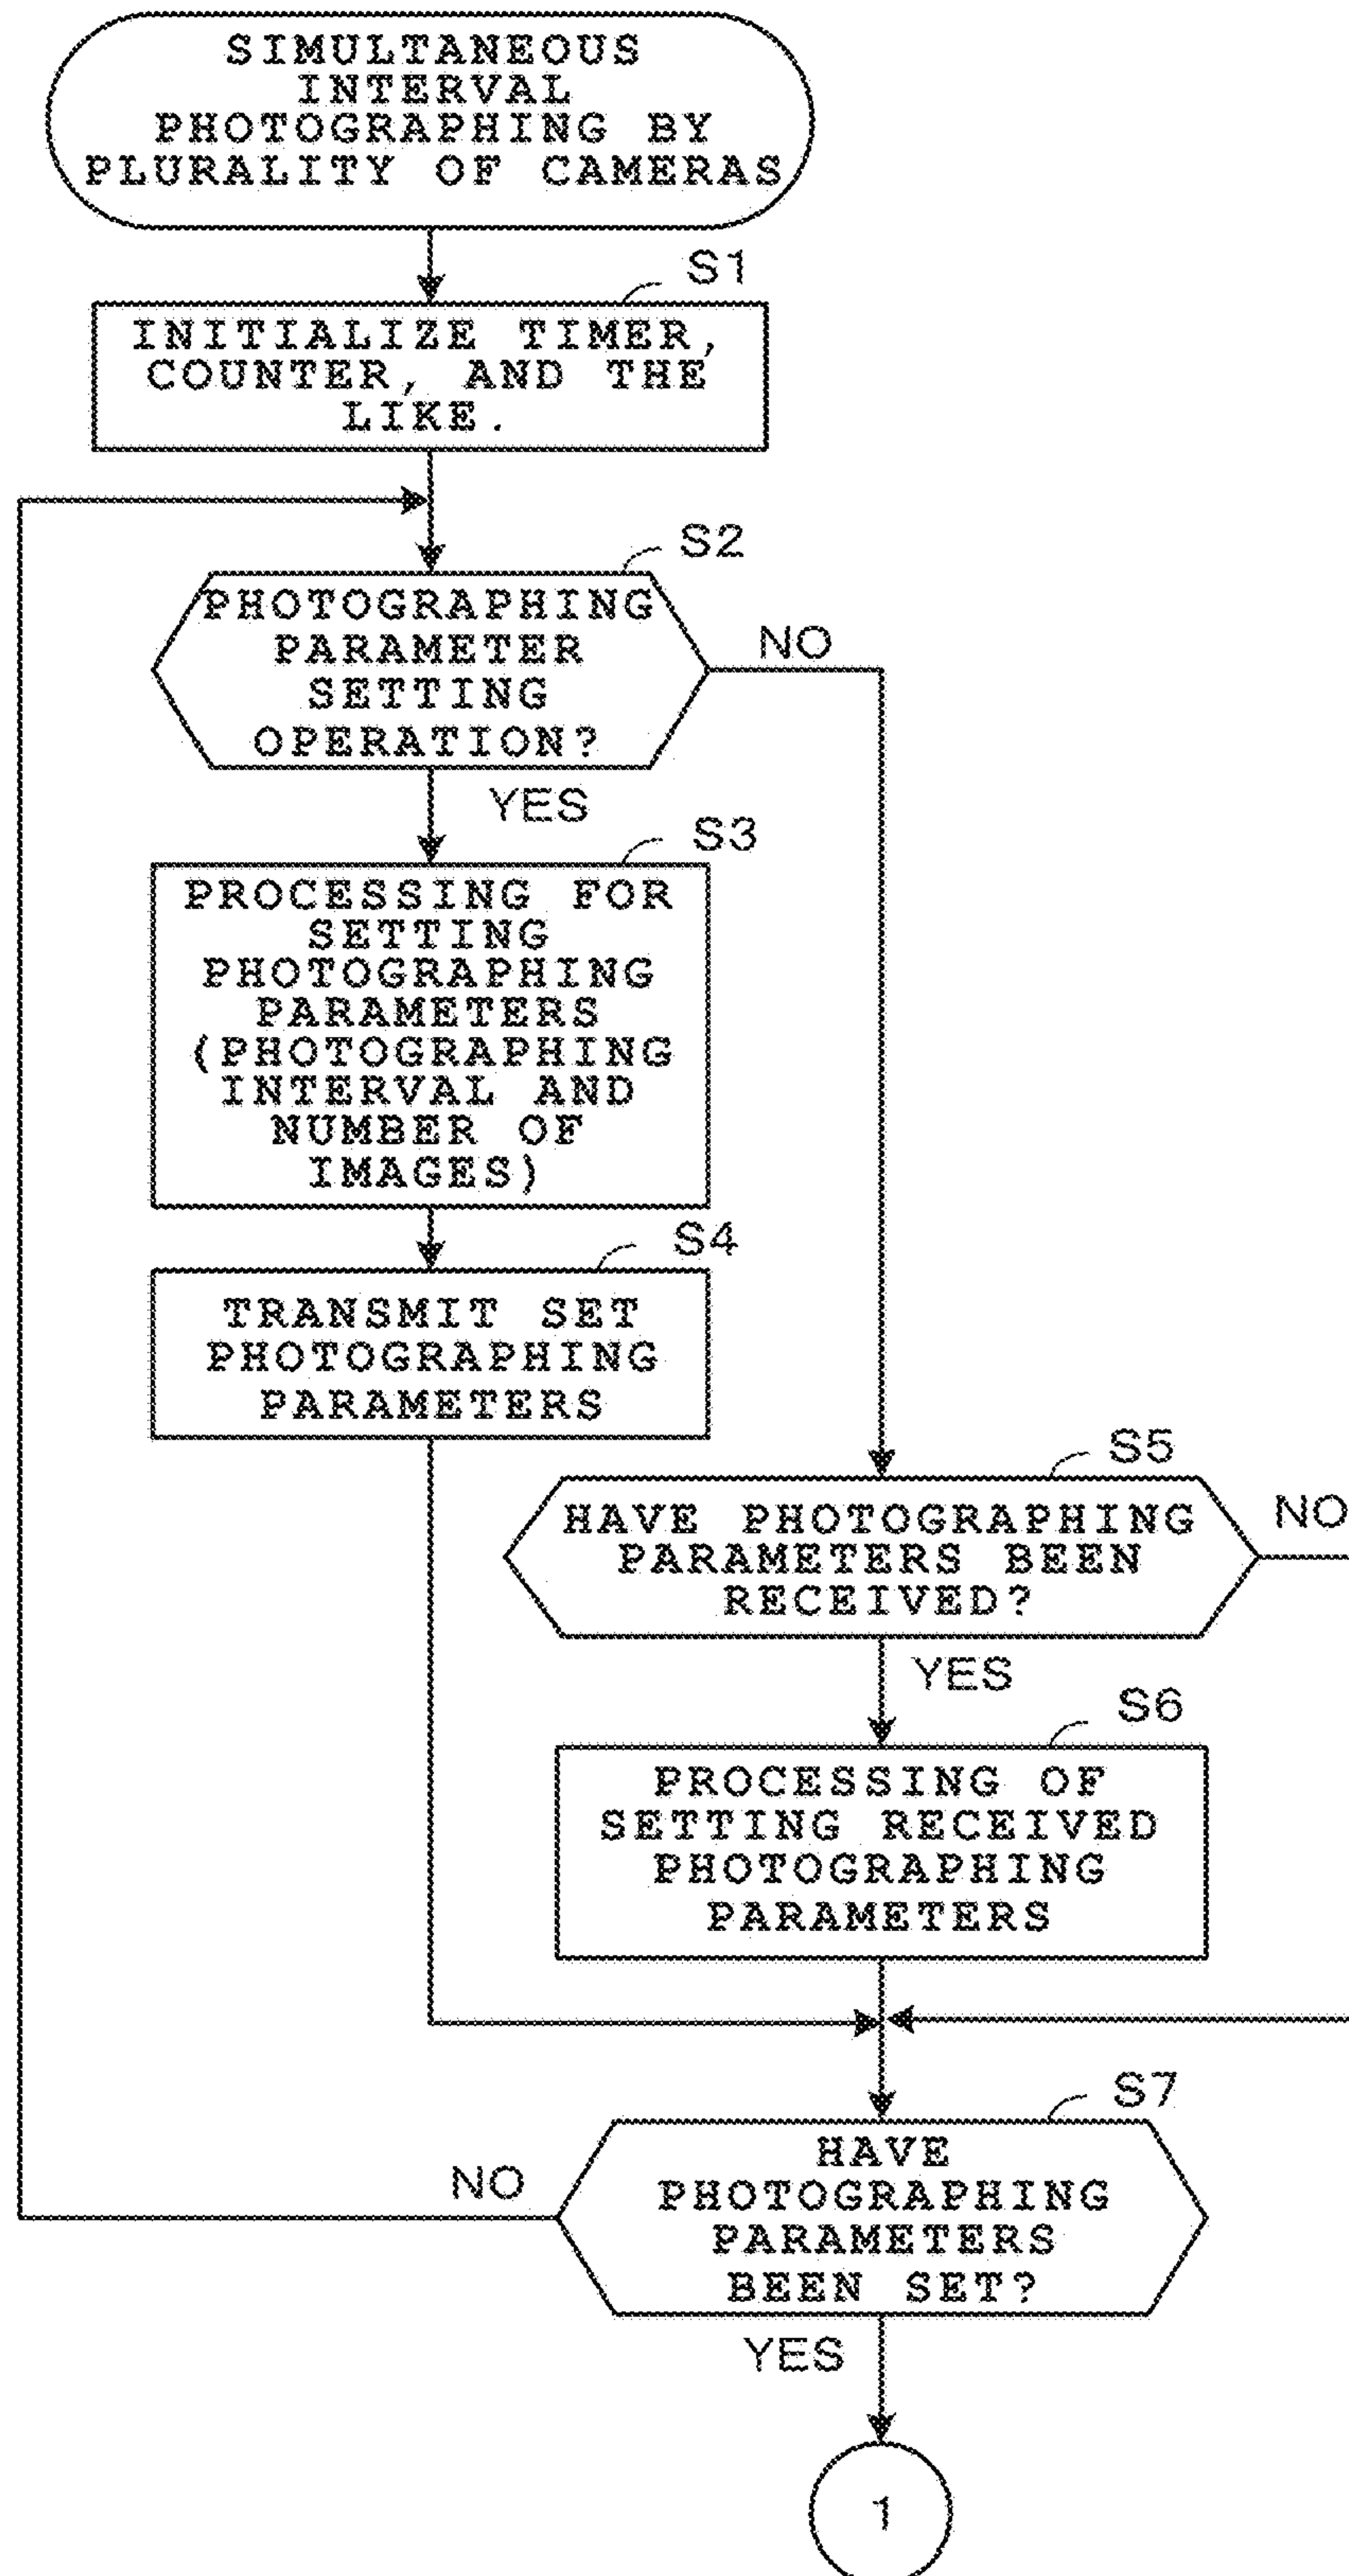 SIMULTANEOUS
INTERVAL
PHOTOGRAPHING BY
PLURALITY OF CAMERAS
S1
INITIALIZE TIMER,
COUNTER, AND THE
LIKE.
S2
PHOTOGRAPHING
PARAMETER
SETTING
OPERATION?
NO
YES
S3
PROCESSING FOR
SETTING
PHOTOGRAPHING
PARAMETERS
(PHOTOGRAPHING
INTERVAL AND
NUMBER OF
IMAGES)
S4
TRANSMIT SET
PHOTOGRAPHING
PARAMETERS
S5
HAVE PHOTOGRAPHING
PARAMETERS BEEN
RECEIVED?
NO
YES
S6
PROCESSING OF
SETTING RECEIVED
PHOTOGRAPHING
PARAMETERS
S7
HAVE
PHOTOGRAPHING
PARAMETERS
BEEN SET?
NO
YES
1